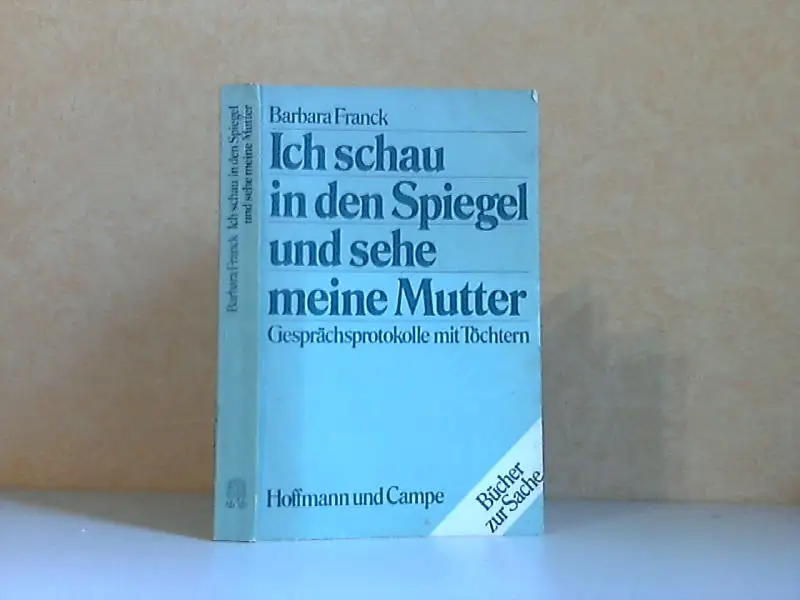 Barbara Franck
Ich schau
in den Spiegel
und sehe
meine Mutter
Gesprächsprotokolle mit Töchtern
Hoffmann und Campe
Bücher
zur Sache
Barbara Franck Ich schau in den Spiegel
und sehe meine Mutter